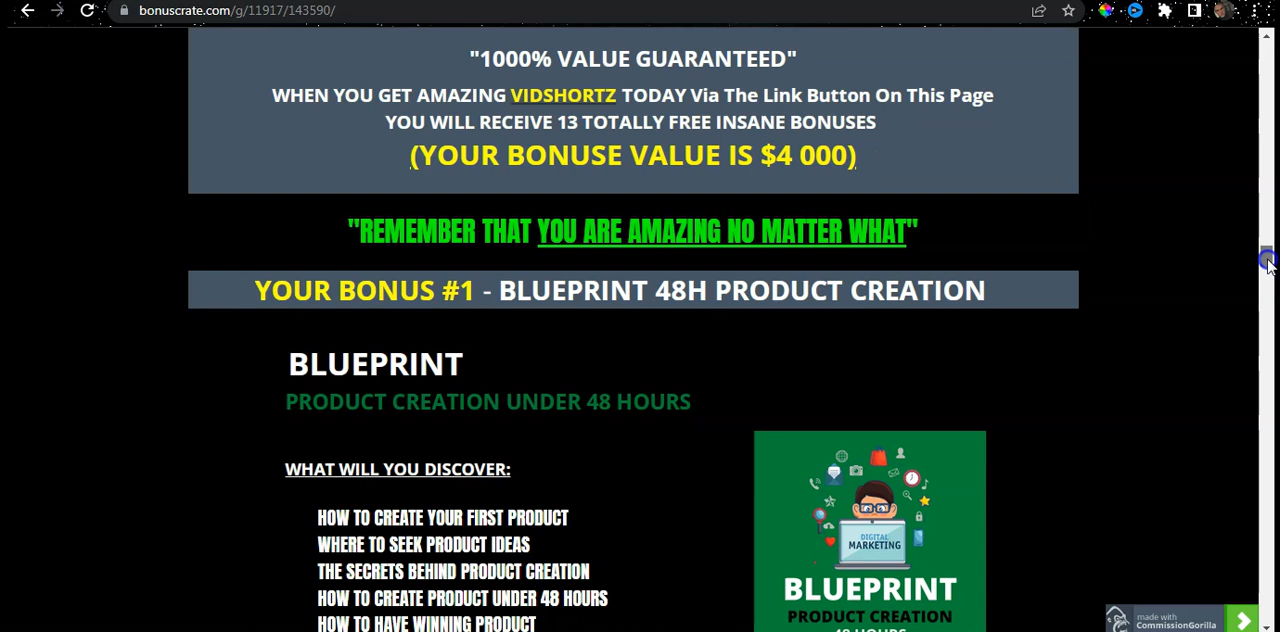 bonuscrate.com/g/11917/143590/
"1000% VALUE GUARANTEED"
WHEN YOU GET AMAZING VIDSHORTZ TODAY Via The Link Button On This Page
YOU WILL RECEIVE 13 TOTALLY FREE INSANE BONUSES
(YOUR BONUSE VALUE IS $4 000)
"REMEMBER THAT YOU ARE AMAZING NO MATTER WHAT"
YOUR BONUS #1 - BLUEPRINT 48H PRODUCT CREATION
BLUEPRINT
PRODUCT CREATION UNDER 48 HOURS
WHAT WILL YOU DISCOVER:
HOW TO CREATE YOUR FIRST PRODUCT
WHERE TO SEEK PRODUCT IDEAS
THE SECRETS BEHIND PRODUCT CREATION
HOW TO CREATE PRODUCT UNDER 48 HOURS
HOW TO HAVE WINNING PRODUCT
DIGITAL
MARKETING
BLUEPRINT
PRODUCT CREATION
48 HOURS
made with
CommissionGorilla